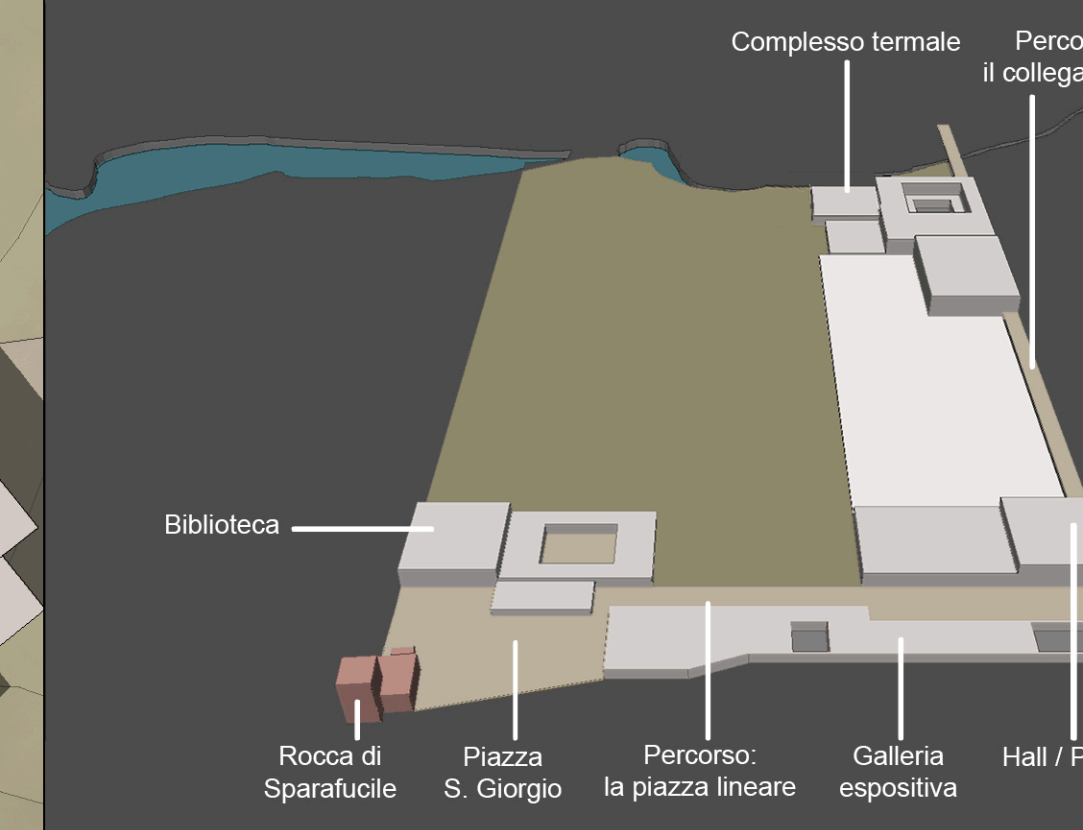 Complesso termale
Perco
il collega
Biblioteca
Rocca di
Sparafucile
Piazza
S. Giorgio
Percorso:
la piazza lineare
Galleria
espositiva
Hall / P